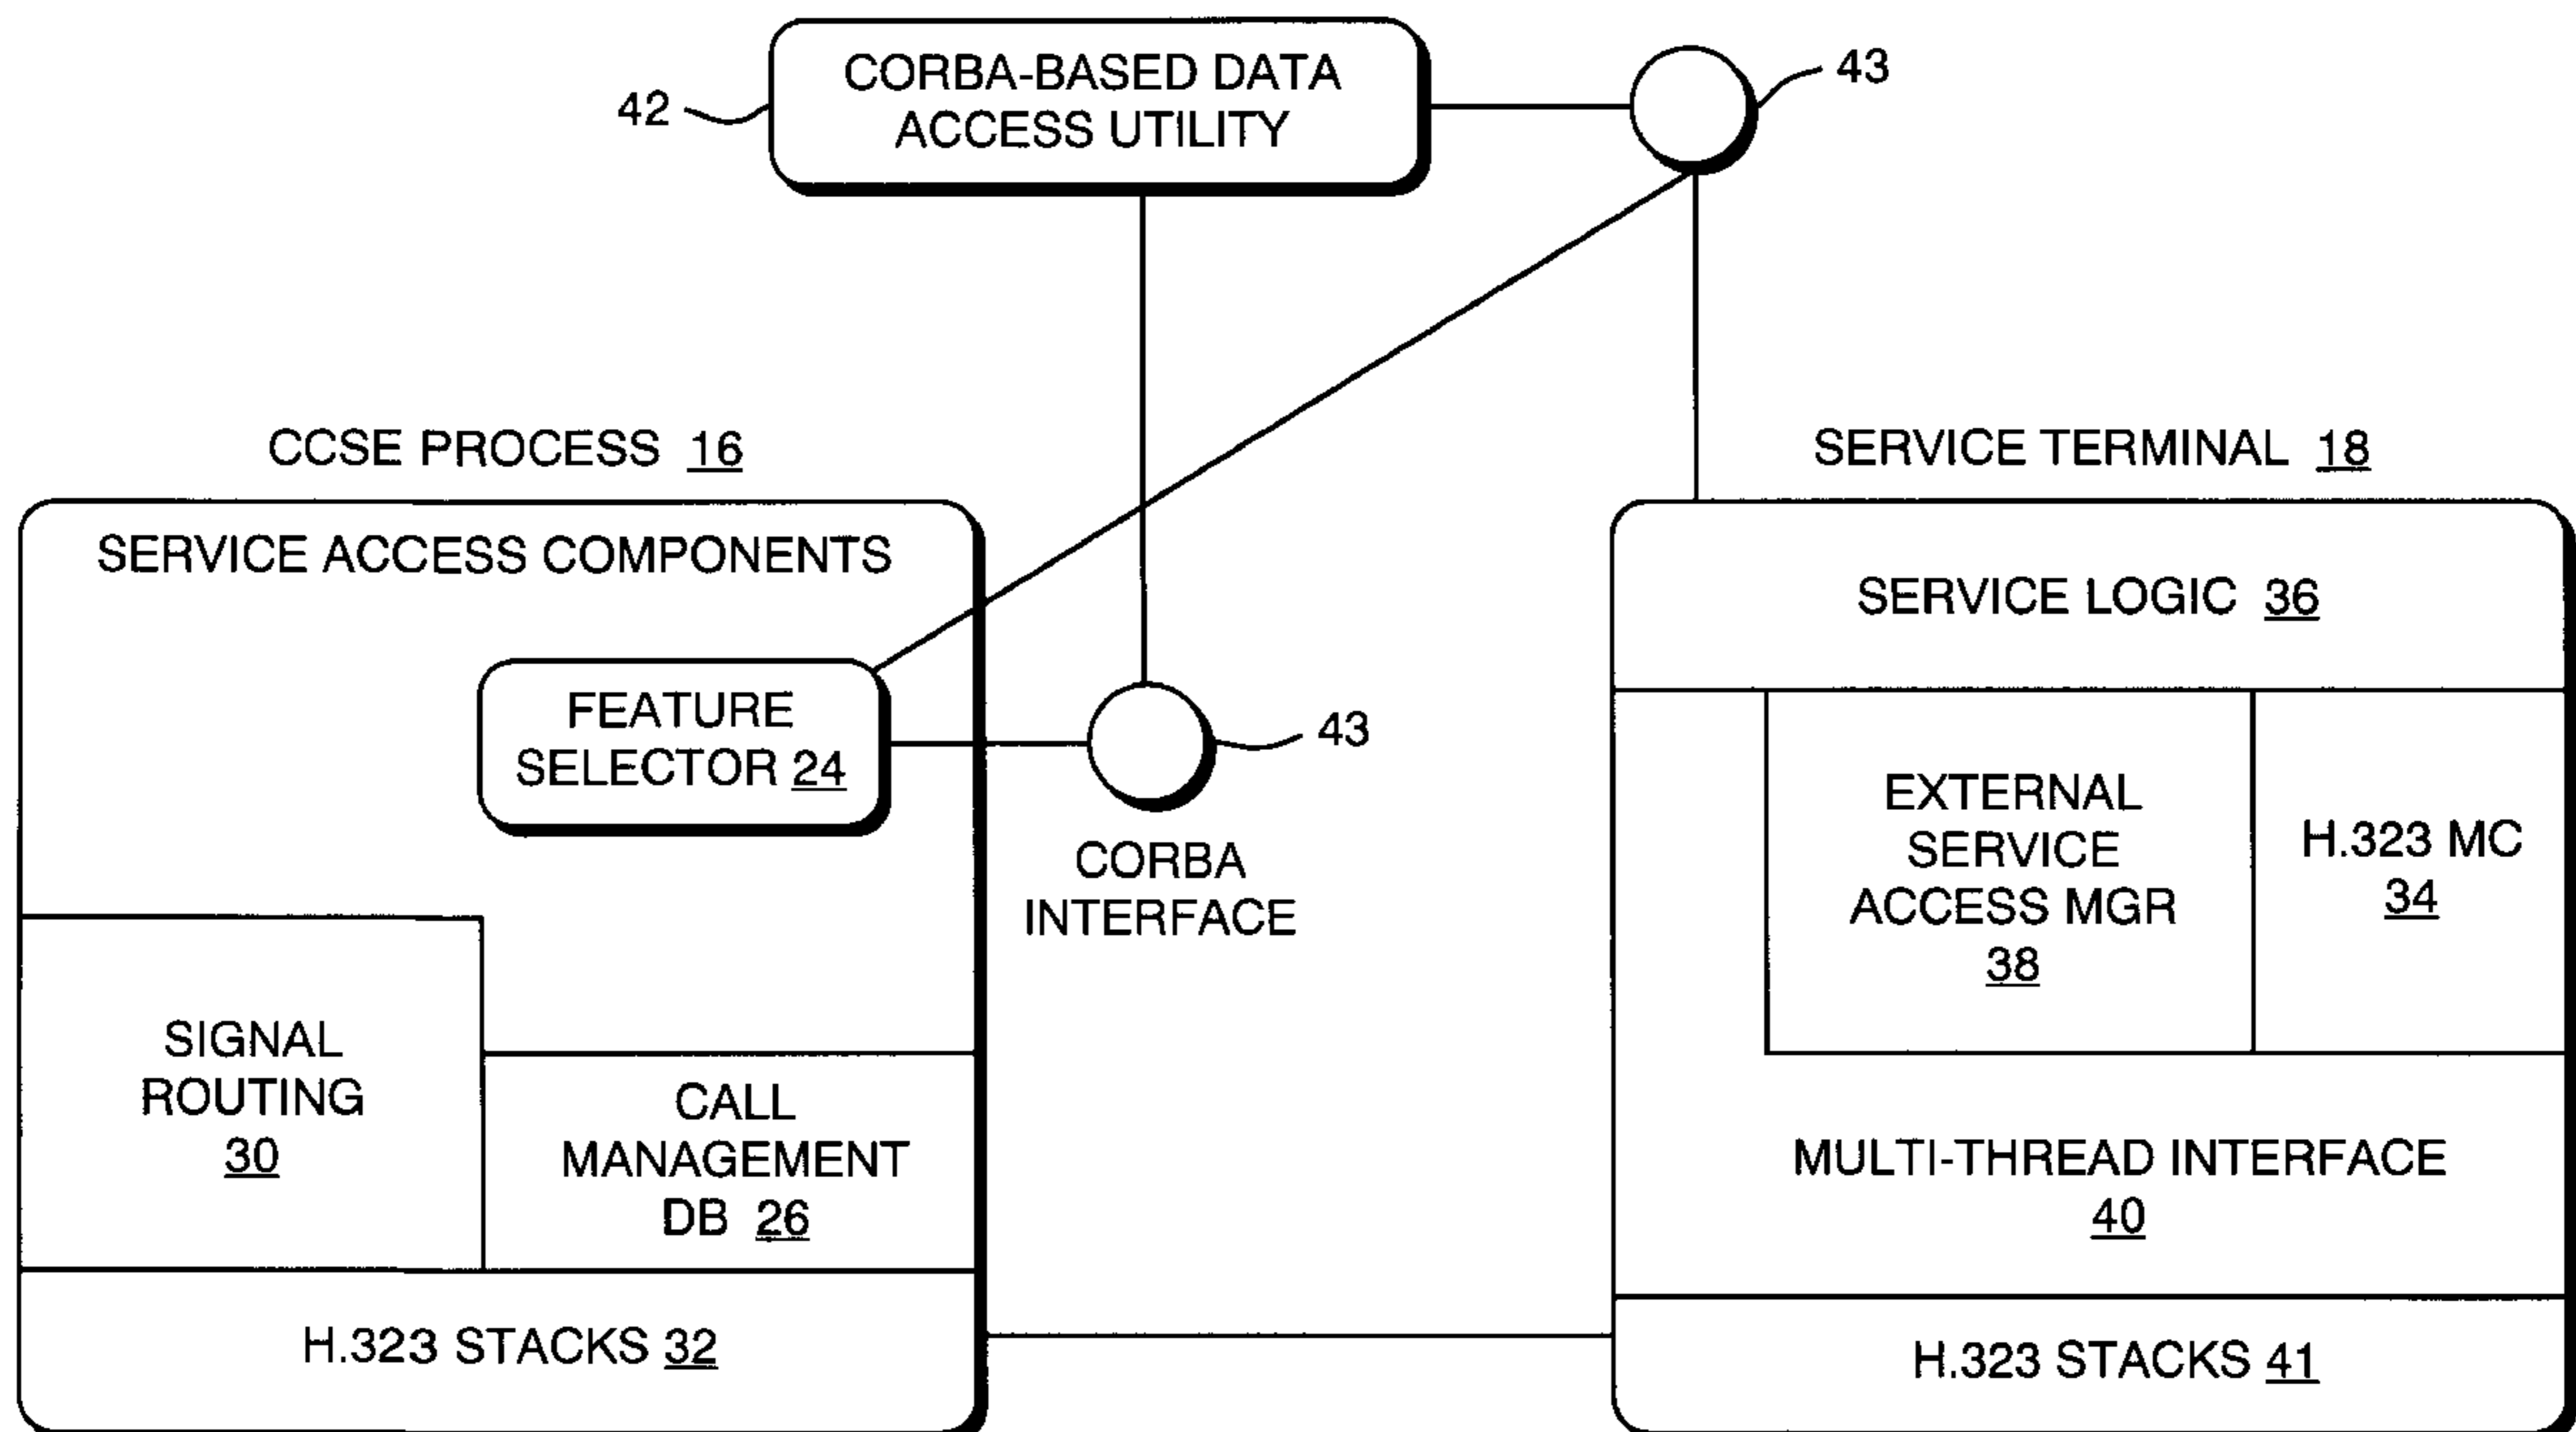 CORBA-BASED DATA
ACCESS UTILITY
42
43
CCSE PROCESS 16
SERVICE ACCESS COMPONENTS
FEATURE
SELECTOR 24
43
CORBA
INTERFACE
SIGNAL
ROUTING
30
CALL
MANAGEMENT
DB 26
H.323 STACKS 32
SERVICE TERMINAL 18
SERVICE LOGIC 36
EXTERNAL
SERVICE
ACCESS MGR
38
H.323 MC
34
MULTI-THREAD INTERFACE
40
H.323 STACKS 41